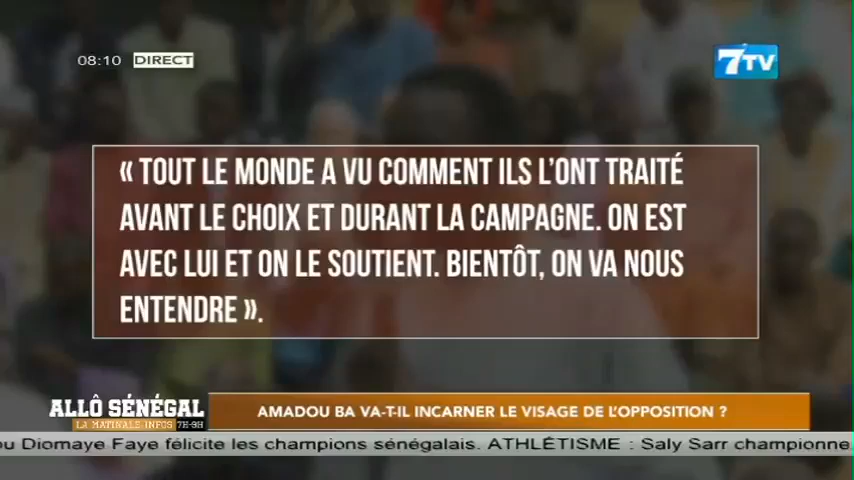 08:10 DIRECT
7TV
« TOUT LE MONDE A VU COMMENT ILS L'ONT TRAITÉ
AVANT LE CHOIX ET DURANT LA CAMPAGNE. ON EST
AVEC LUI ET ON LE SOUTIENT. BIENTÔT, ON VA NOUS
ENTENDRE ».
ALLÔ SÉNÉGAL
LA MATINALE INFOS 7H-9H
AMADOU BA VA-T-IL INCARNER LE VISAGE DE L'OPPOSITION ?
ou Diomaye Faye félicite les champions sénégalais. ATHLÉTISME : Saly Sarr championne